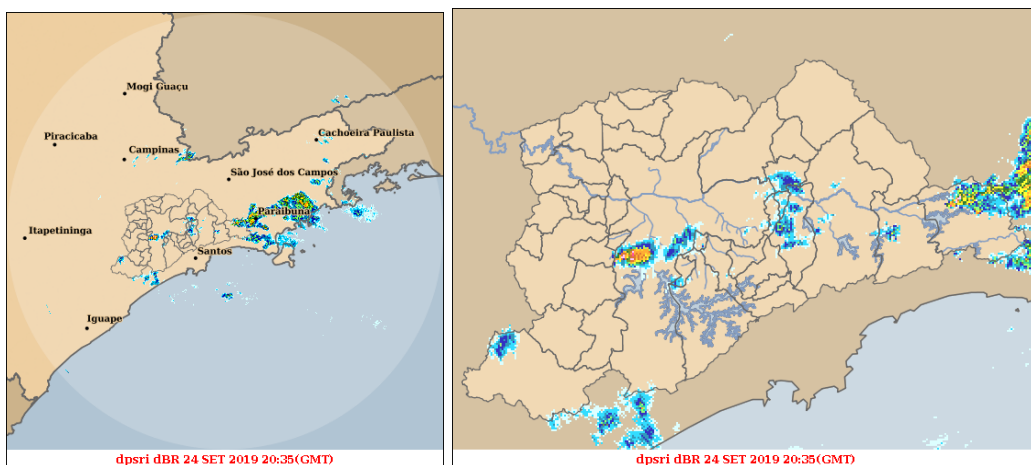 Mogi Guaçu
Piracicaba
Cachoeira Paulista
Campinas
São José dos Campos
Paraibuna
Itapetininga
Santos
Iguape
dpsri dBR 24 SET 2019 20:35(GMT)
dpsri dBR 24 SET 2019 20:35(GMT)